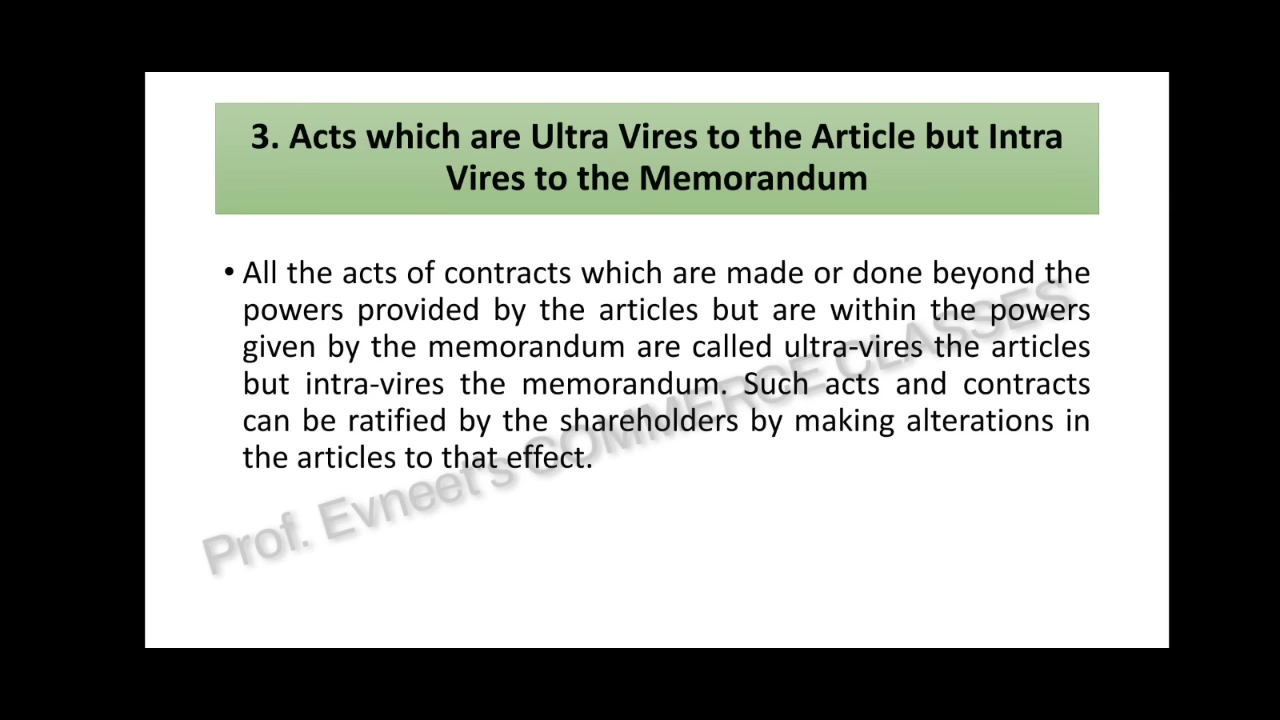 3. Acts which are Ultra Vires to the Article but Intra
Vires to the Memorandum
• All the acts of contracts which are made or done beyond the
powers provided by the articles but are within the powers
given by the memorandum are called ultra-vires the articles
but intra-vires the memorandum. Such acts and contracts
can be ratified by the shareholders by making alterations in
the articles to that effect.
Prof. Evneet's COMMERCE CLASSES